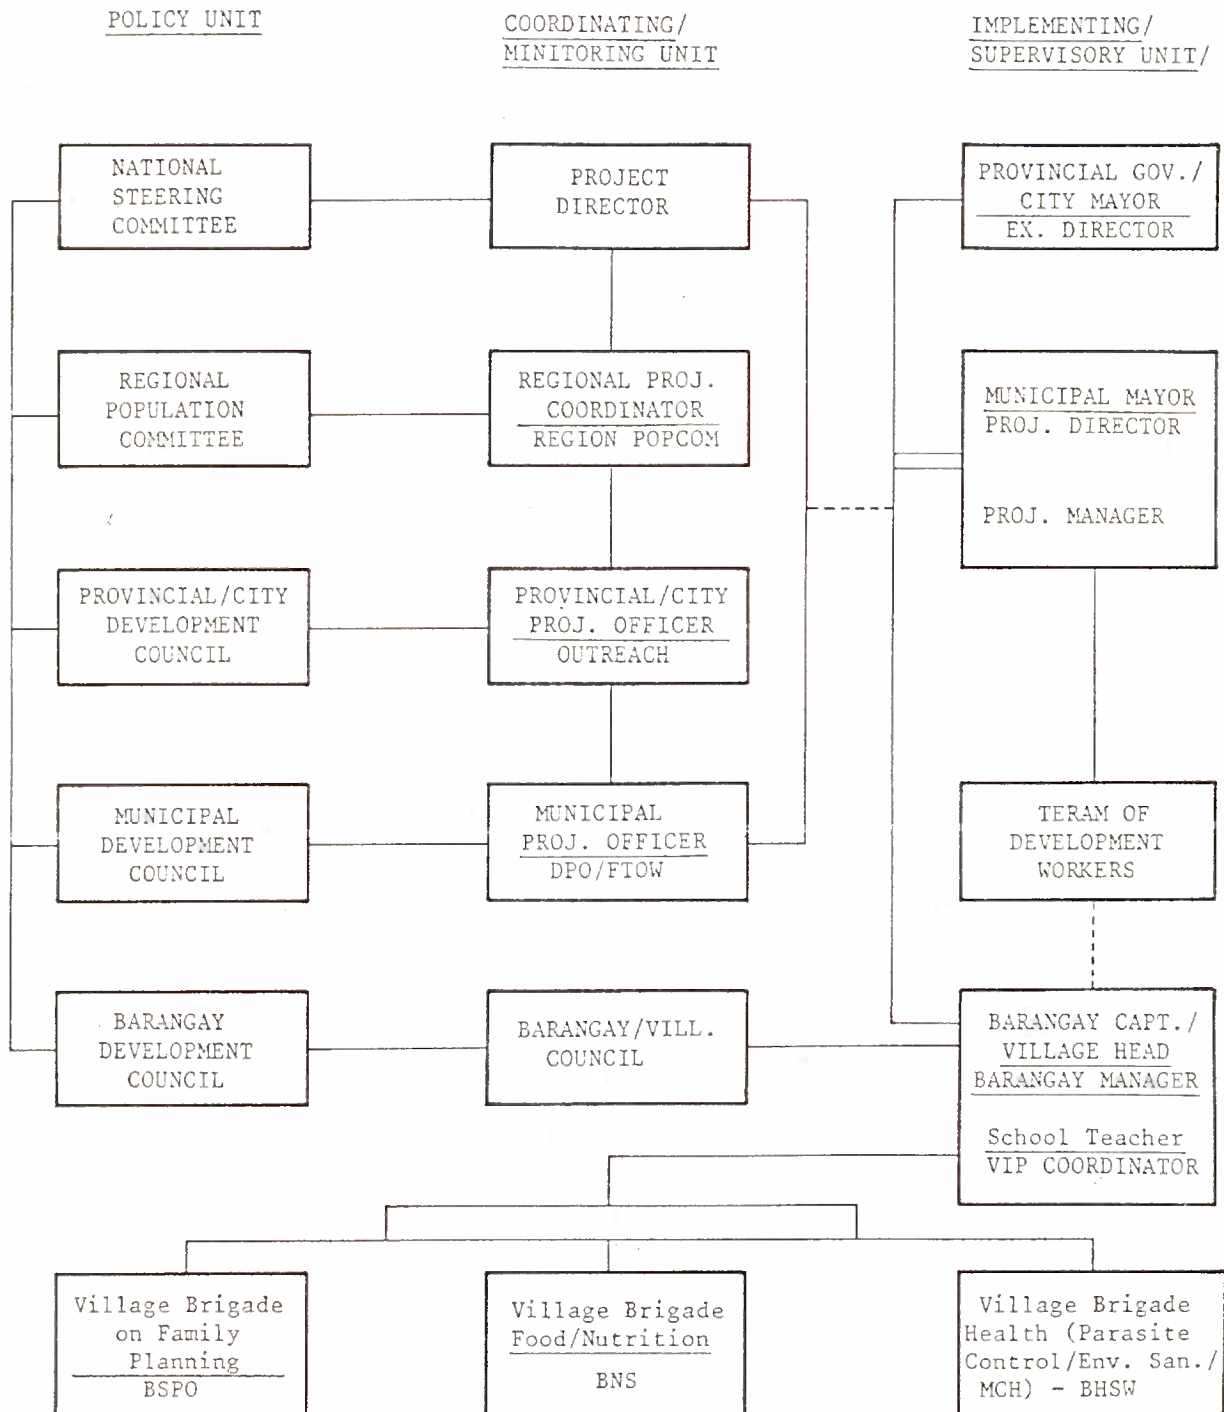 POLICY UNIT
COORDINATING/
MINITORING UNIT
IMPLEMENTING/
SUPERVISORY UNIT/
NATIONAL
STEERING
COMMITTEE
PROJECT
DIRECTOR
PROVINCIAL GOV./
CITY MAYOR
EX. DIRECTOR
REGIONAL
POPULATION
COMMITTEE
REGIONAL PROJ.
COORDINATOR
REGION POPCOM
MUNICIPAL MAYOR
PROJ. DIRECTOR
PROJ. MANAGER
PROVINCIAL/CITY
DEVELOPMENT
COUNCIL
PROVINCIAL/CITY
PROJ. OFFICER
OUTREACH
MUNICIPAL
DEVELOPMENT
COUNCIL
MUNICIPAL
PROJ. OFFICER
DPO/FTOW
TERAM OF
DEVELOPMENT
WORKERS
BARANGAY
DEVELOPMENT
COUNCIL
BARANGAY/VILL.
COUNCIL
BARANGAY CAPT./
VILLAGE HEAD
BARANGAY MANAGER
School Teacher
VIP COORDINATOR
Village Brigade
on Family
Planning
BSPO
Village Brigade
Food/Nutrition
BNS
Village Brigade
Health (Parasite
Control/Env. San./
MCH) - BHSW